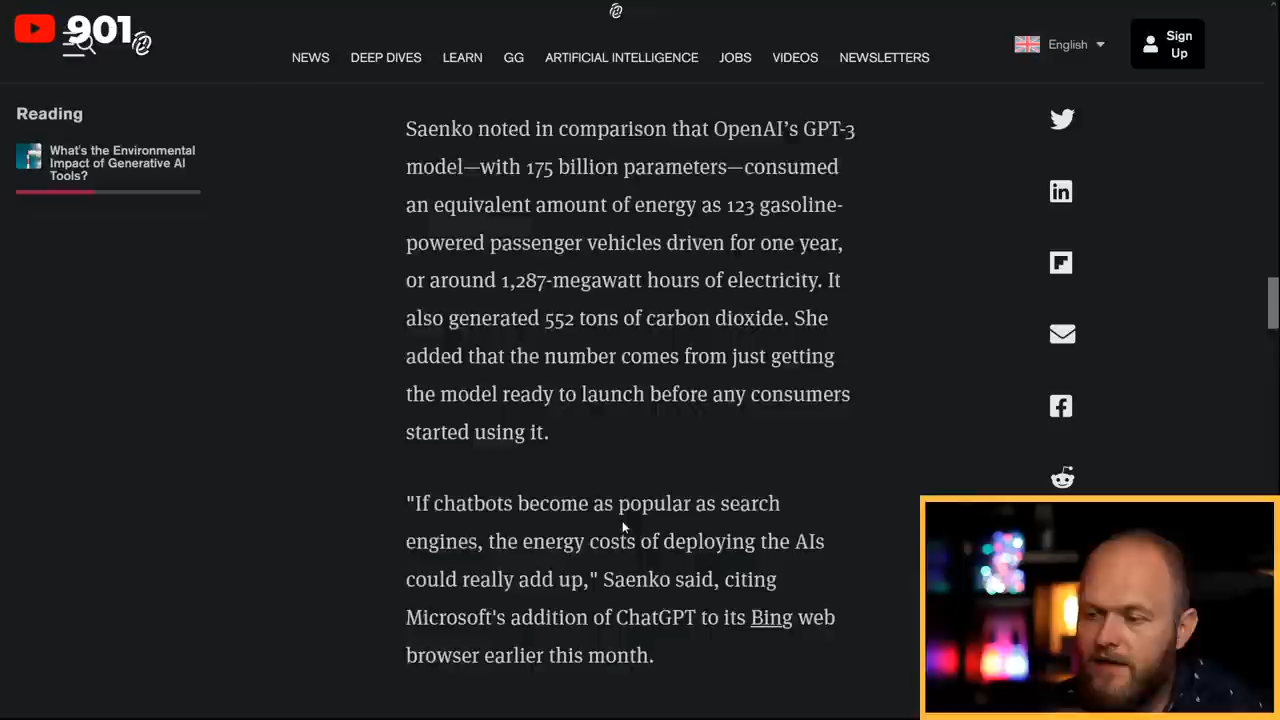 901
NEWS DEEP DIVES LEARN GG ARTIFICIAL INTELLIGENCE JOBS VIDEOS NEWSLETTERS
English
Sign
Up
Reading
What's the Environmental
Impact of Generative AI
Tools?
Saenko noted in comparison that OpenAI’s GPT-3
model—with 175 billion parameters—consumed
an equivalent amount of energy as 123 gasoline-
powered passenger vehicles driven for one year,
or around 1,287-megawatt hours of electricity. It
also generated 552 tons of carbon dioxide. She
added that the number comes from just getting
the model ready to launch before any consumers
started using it.
"If chatbots become as popular as search
engines, the energy costs of deploying the AIs
could really add up," Saenko said, citing
Microsoft's addition of ChatGPT to its Bing web
browser earlier this month.